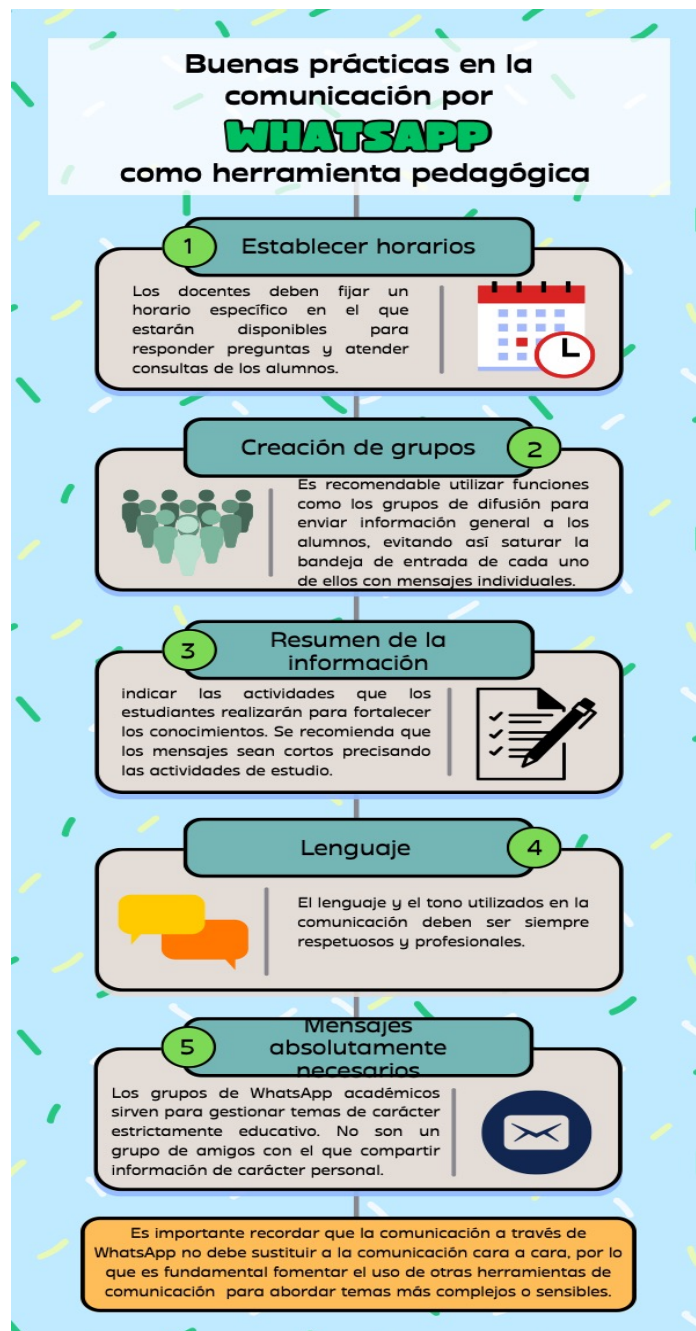 Buenas prácticas en la
comunicación por
WHATSAPP
como herramienta pedagógica
1
Establecer horarios
Los docentes deben fijar un
horario específico en el que
estarán disponibles para
responder preguntas y atender
consultas de los alumnos.
Creación de grupos
2
Es recomendable utilizar funciones
como los grupos de difusión para
enviar información general a los
alumnos, evitando así saturar la
bandeja de entrada de cada uno
de ellos con mensajes individuales.
3
Resumen de la
información
indicar las actividades que los
estudiantes realizarán para fortalecer
los conocimientos. Se recomienda que
los mensajes sean cortos precisando
las actividades de estudio.
Lenguaje
4
El lenguaje y el tono utilizados en la
comunicación deben ser siempre
respetuosos y profesionales.
5
Mensajes
absolutamente
necesarios
Los grupos de WhatsApp académicos
sirven para gestionar temas de carácter
estrictamente educativo. No son un
grupo de amigos con el que compartir
información de carácter personal.
Es importante recordar que la comunicación a través de
WhatsApp no debe sustituir a la comunicación cara a cara, por lo
que es fundamental fomentar el uso de otras herramientas de
comunicación para abordar temas más complejos o sensibles.